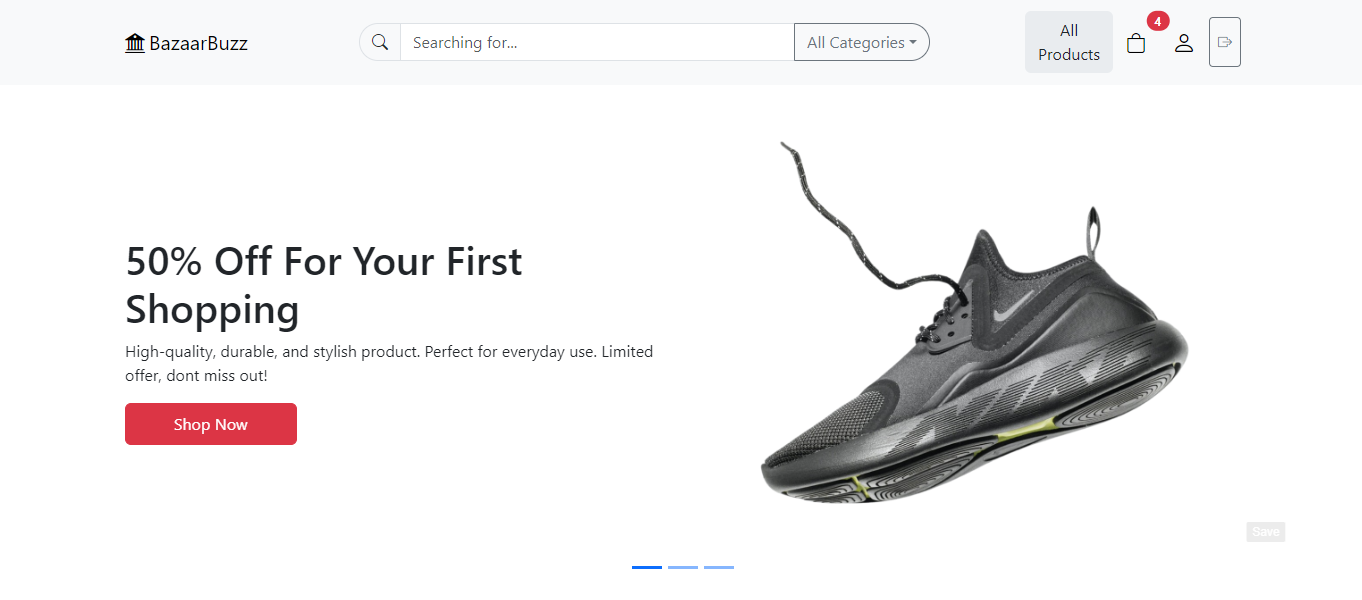 BazaarBuzz
Searching for...
All Categories
All
Products
4
50% Off For Your First
Shopping
High-quality, durable, and stylish product. Perfect for everyday use. Limited
offer, dont miss out!
Shop Now
Save